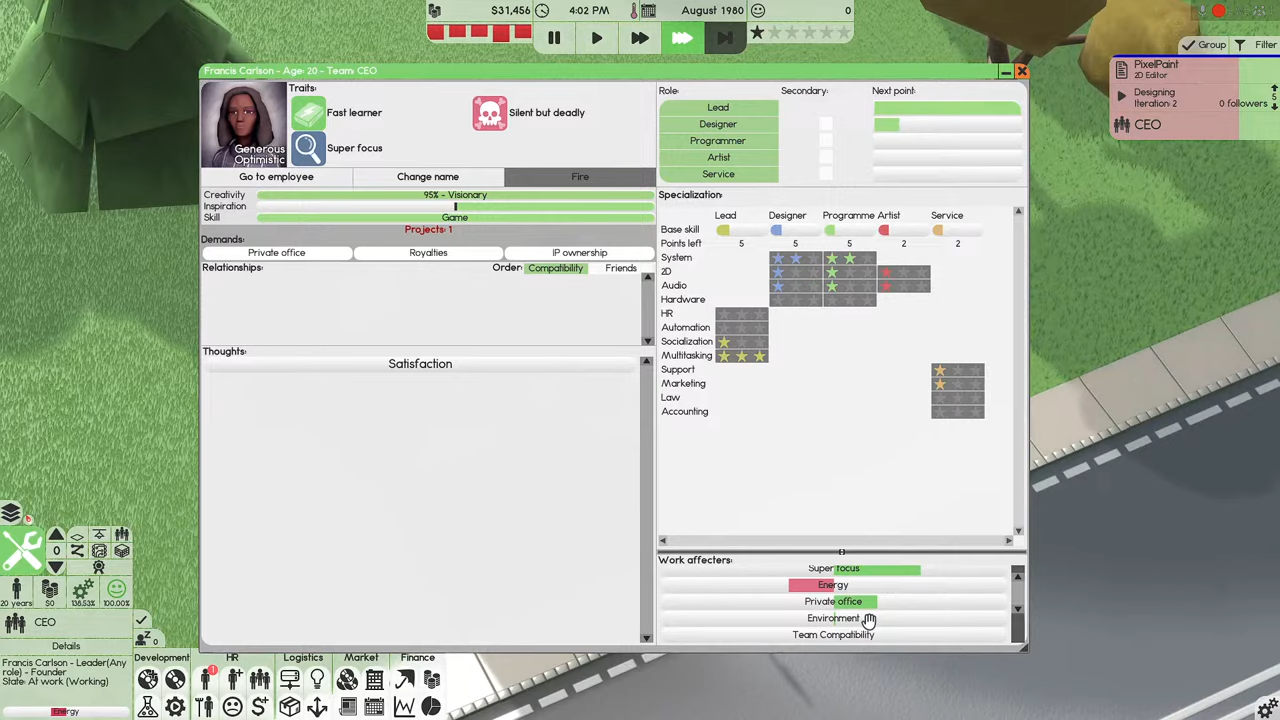 $31,456
4:02 PM
August 1980
0
Group
Filter
PixelPaint
2D Editor
Designing
Iteration: 2
0 followers
5
CEO
Francis Carlson - Age: 20 - Team: CEO
Traits:
Fast learner
Silent but deadly
Super focus
Generous
Optimistic
Go to employee
Change name
Fire
Creativity
95% - Visionary
Inspiration
Skill
Game
Projects: 1
Demands:
Private office
Royalties
IP ownership
Relationships:
Order:
Compatibility
Friends
Thoughts:
Satisfaction
Role:
Secondary:
Next point:
Lead
Designer
Programmer
Artist
Service
Specialization:
Lead Designer Programme Artist Service
Base skill
Points left 5 5 5 2 2
System
2D
Audio
Hardware
HR
Automation
Socialization
Multitasking
Support
Marketing
Law
Accounting
Work affecters:
Super focus
Energy
Private office
Environment
Team Compatibility
0
20 years
$0
138.53%
100.00%
CEO
Details
Francis Carlson - Leader(Any
role) - Founder
State: At work (Working)
Energy
Development
HR
Logistics
Market
Finance
1